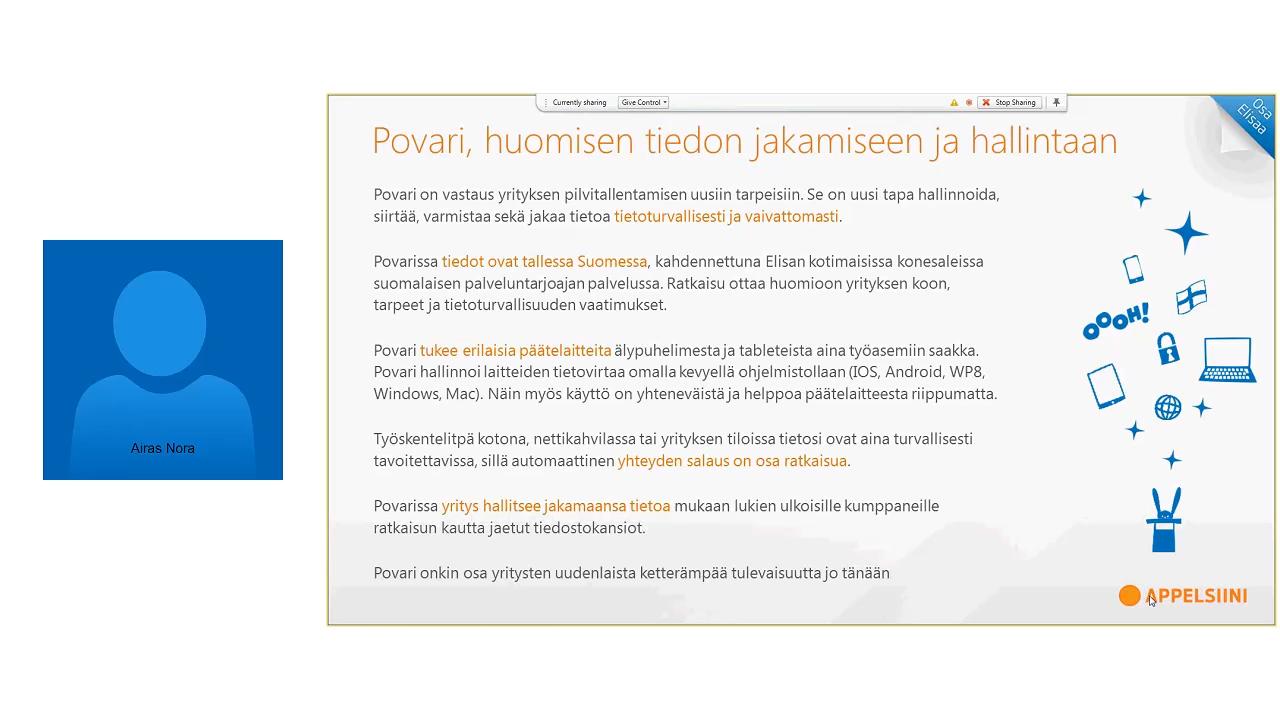 Currently sharing
Give Control
Stop Sharing
Osa
Elisaa
Povari, huomisen tiedon jakamiseen ja hallintaan
Povari on vastaus yrityksen pilvitallentamisen uusiin tarpeisiin. Se on uusi tapa hallinnoida,
siirtää, varmistaa sekä jakaa tietoa tietoturvallisesti ja vaivattomasti.
Povarissa tiedot ovat tallessa Suomessa, kahdennettuna Elisan kotimaisissa konesaleissa
suomalaisen palveluntarjoajan palvelussa. Ratkaisu ottaa huomioon yrityksen koon,
tarpeet ja tietoturvallisuuden vaatimukset.
Povari tukee erilaisia päätelaitteita älypuhelimesta ja tableteista aina työasemiin saakka.
Povari hallinnoi laitteiden tietovirtaa omalla kevyellä ohjelmistollaan (IOS, Android, WP8,
Windows, Mac). Näin myös käyttö on yhteneväistä ja helppoa päätelaitteesta riippumatta.
Työskentelitpä kotona, nettikahvilassa tai yrityksen tiloissa tietosi ovat aina turvallisesti
tavoitettavissa, sillä automaattinen yhteyden salaus on osa ratkaisua.
Povarissa yritys hallitsee jakamaansa tietoa mukaan lukien ulkoisille kumppaneille
ratkaisun kautta jaetut tiedostokansiot.
Povari onkin osa yritysten uudenlaista ketterämpää tulevaisuutta jo tänään
OOOH!
APPELSIINI
Airas Nora